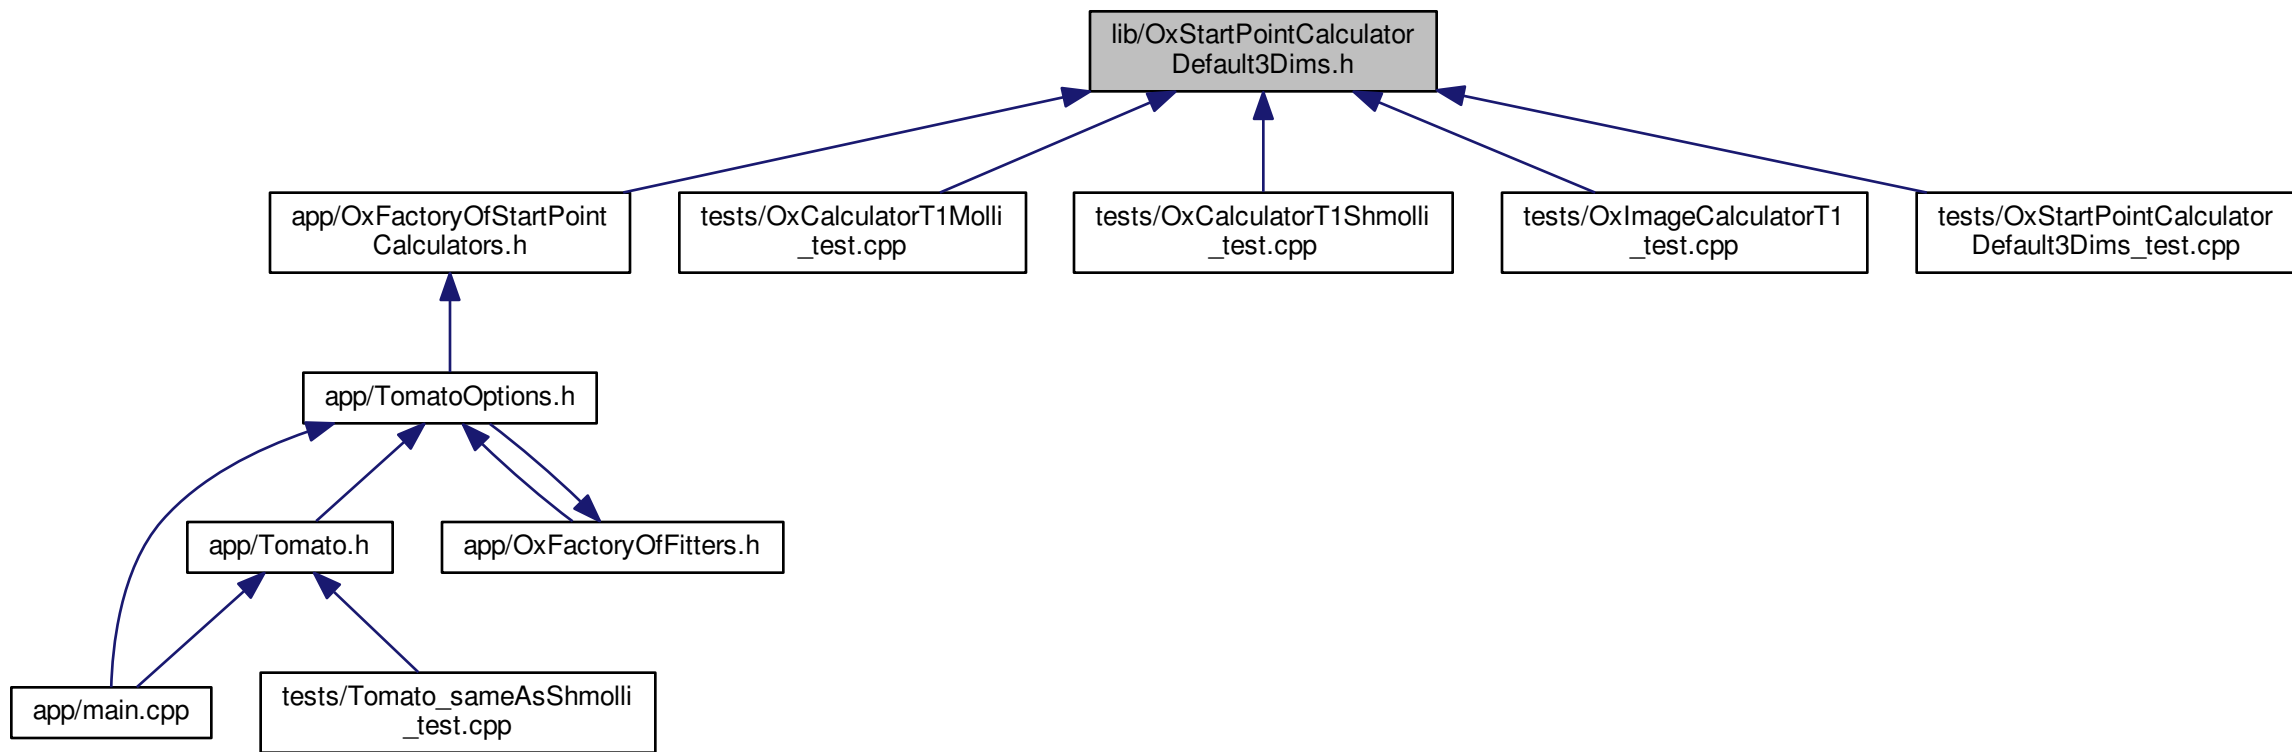 lib/OxStartPointCalculator
Default3Dims.h
app/OxFactoryOfStartPoint
Calculators.h
tests/OxCalculatorT1Molli
_test.cpp
tests/OxCalculatorT1Shmolli
_test.cpp
tests/OxImageCalculatorT1
_test.cpp
tests/OxStartPointCalculator
Default3Dims_test.cpp
app/TomatoOptions.h
app/Tomato.h
app/OxFactoryOfFitters.h
app/main.cpp
tests/Tomato_sameAsShmolli
_test.cpp